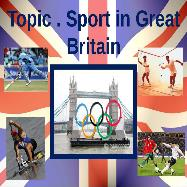 Topic . Sport in Great
Britain